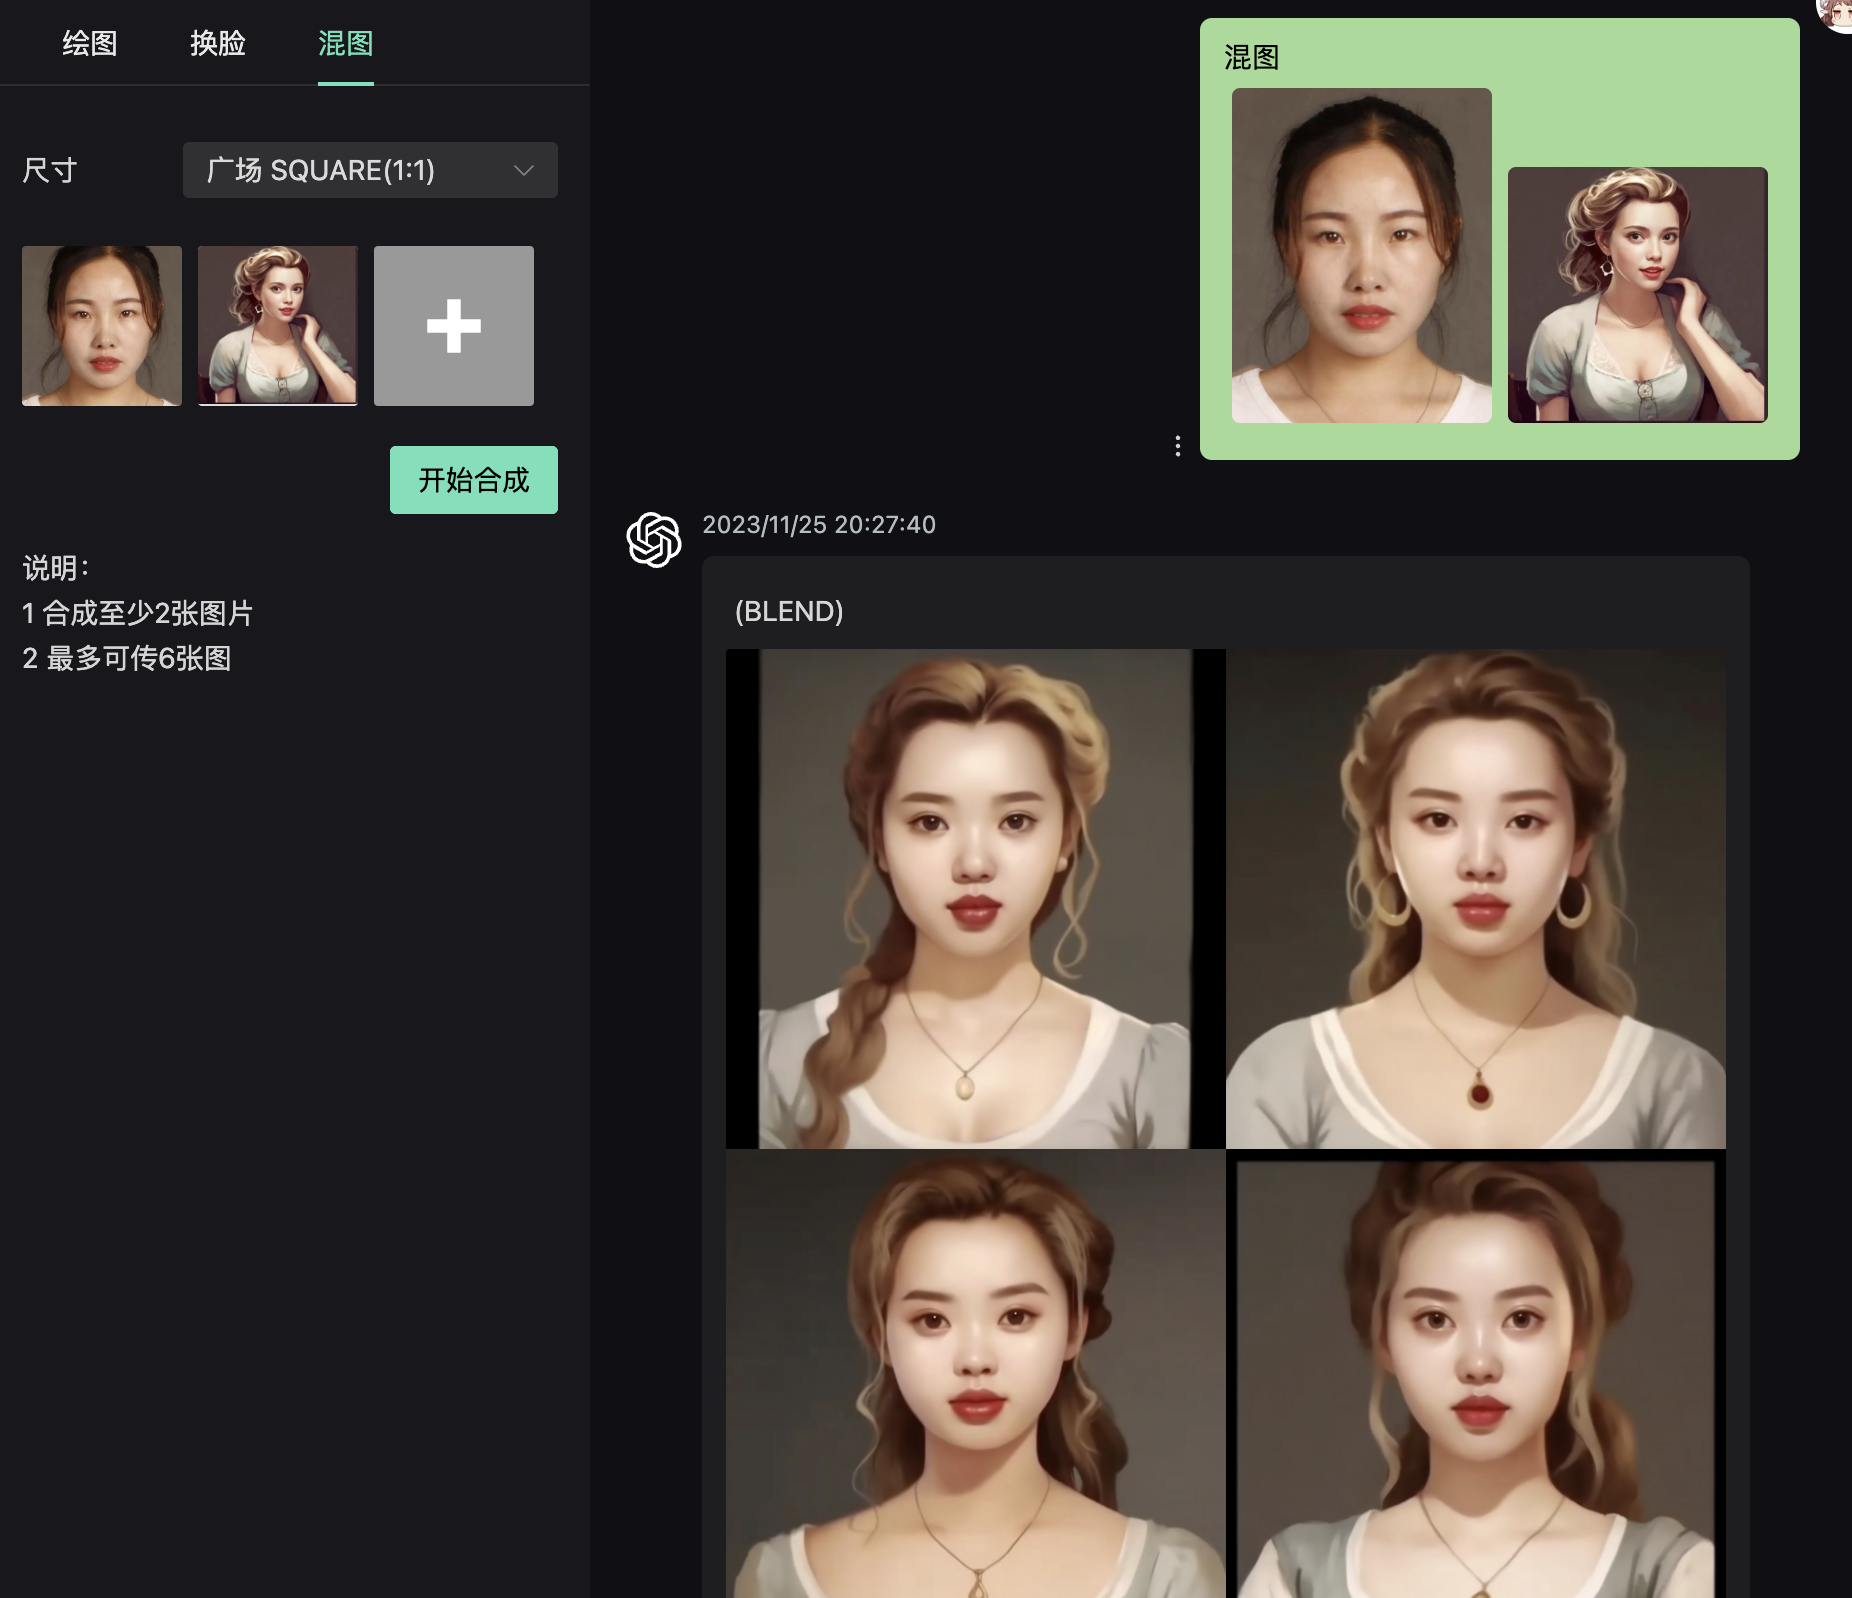 绘图
换脸
混图
尺寸
广场 SQUARE(1:1)
开始合成
说明：
1 合成至少2张图片
2 最多可传6张图
混图
2023/11/25 20:27:40
(BLEND)